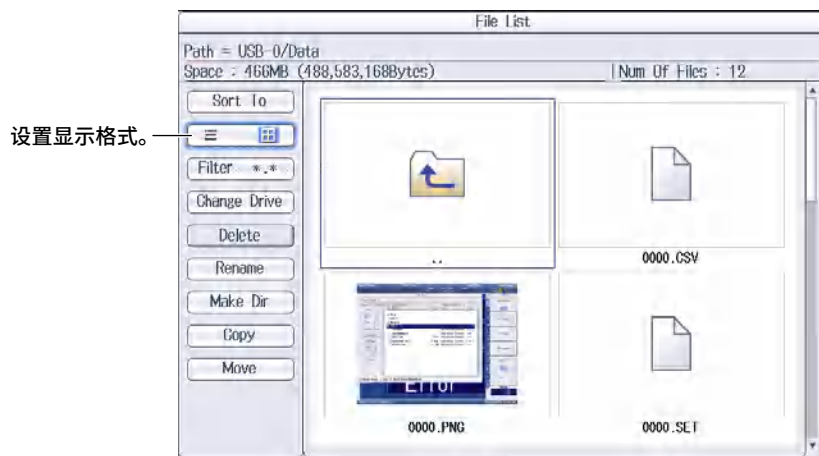 File List
Path = USB-0/Data
Space : 466MB (488,583,168Bytes) Num Of Files : 12
Sort To
设置显示格式。
Filter *.*
Change Drive
Delete
Rename
Make Dir
Copy
Move
..
0000.CSV
Error
0000.PNG
0000.SET